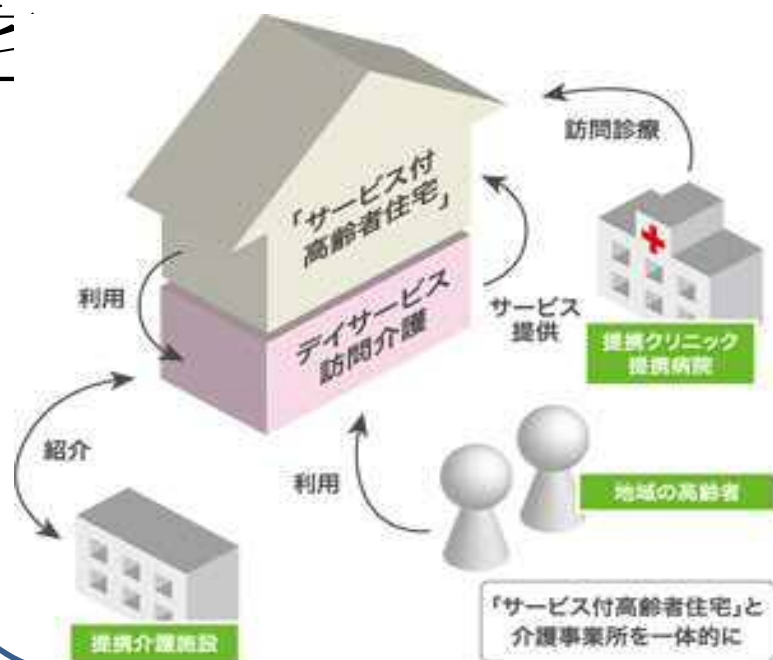 訪問診療
「サービス付
高齢者住宅」
利用
デイサービス
訪問介護
サービス
提供
提携クリニック
提携病院
紹介
利用
地域の高齢者
「サービス付高齢者住宅」と
介護事業所を一体的に
提携介護施設